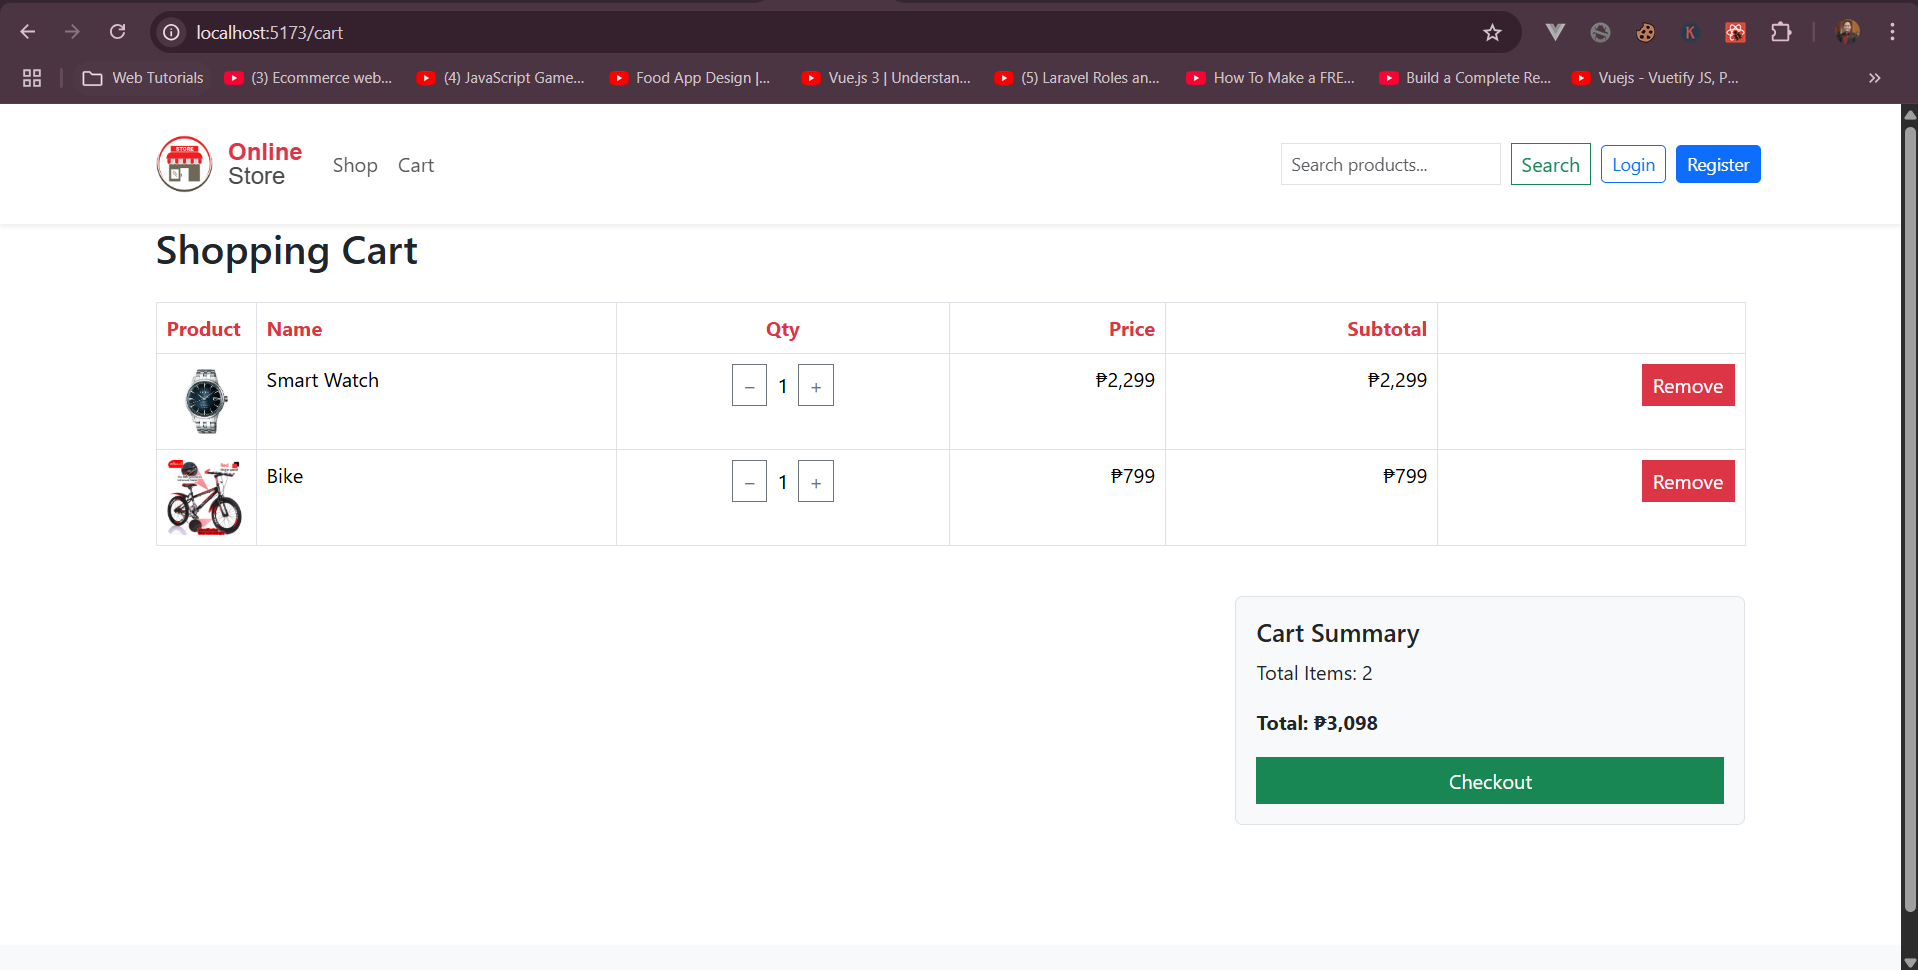 localhost:5173/cart
Web Tutorials
(3) Ecommerce web...
(4) JavaScript Game...
Food App Design |...
Vue.js 3 | Understan...
(5) Laravel Roles an...
How To Make a FRE...
Build a Complete Re...
Vuejs - Vuetify JS, P...
STORE
Online
Store
Shop
Cart
Search products...
Search
Login
Register
Shopping Cart
Product Name Qty Price Subtotal
Smart Watch − 1 + ₱2,299 ₱2,299 Remove
Bike − 1 + ₱799 ₱799 Remove
Cart Summary
Total Items: 2
Total: ₱3,098
Checkout